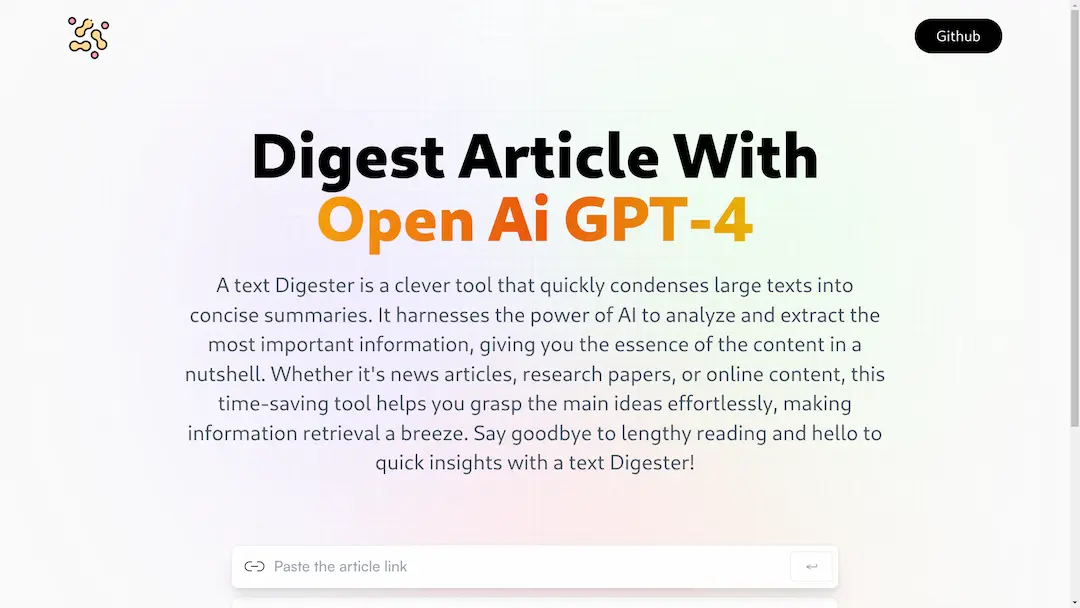 Github
Digest Article With
Open Ai GPT-4
A text Digester is a clever tool that quickly condenses large texts into
concise summaries. It harnesses the power of AI to analyze and extract the
most important information, giving you the essence of the content in a
nutshell. Whether it's news articles, research papers, or online content, this
time-saving tool helps you grasp the main ideas effortlessly, making
information retrieval a breeze. Say goodbye to lengthy reading and hello to
quick insights with a text Digester!
Paste the article link